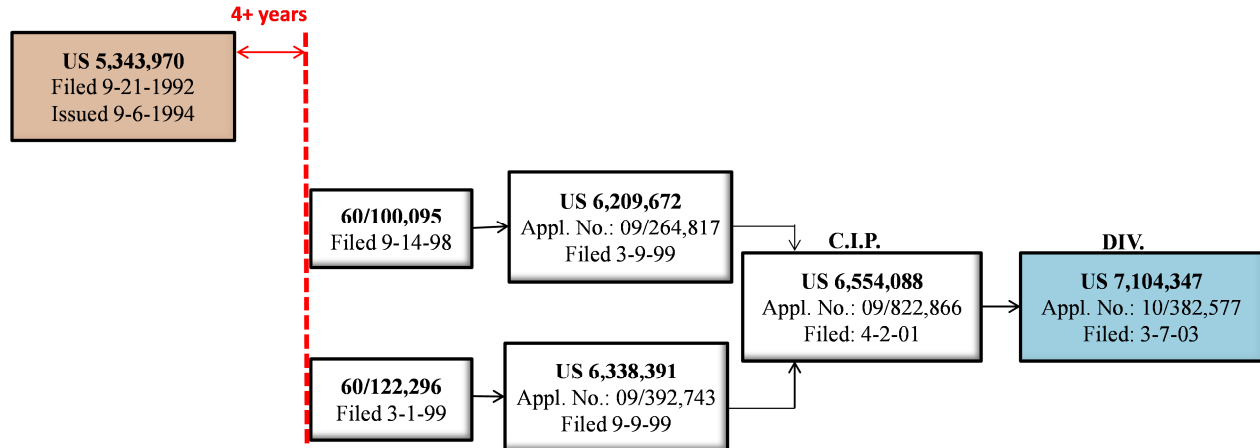 4+ years
US 5,343,970
Filed 9-21-1992
Issued 9-6-1994
60/100,095
Filed 9-14-98
US 6,209,672
Appl. No.: 09/264,817
Filed 3-9-99
C.I.P.
US 6,554,088
Appl. No.: 09/822,866
Filed: 4-2-01
DIV.
US 7,104,347
Appl. No.: 10/382,577
Filed: 3-7-03
60/122,296
Filed 3-1-99
US 6,338,391
Appl. No.: 09/392,743
Filed 9-9-99